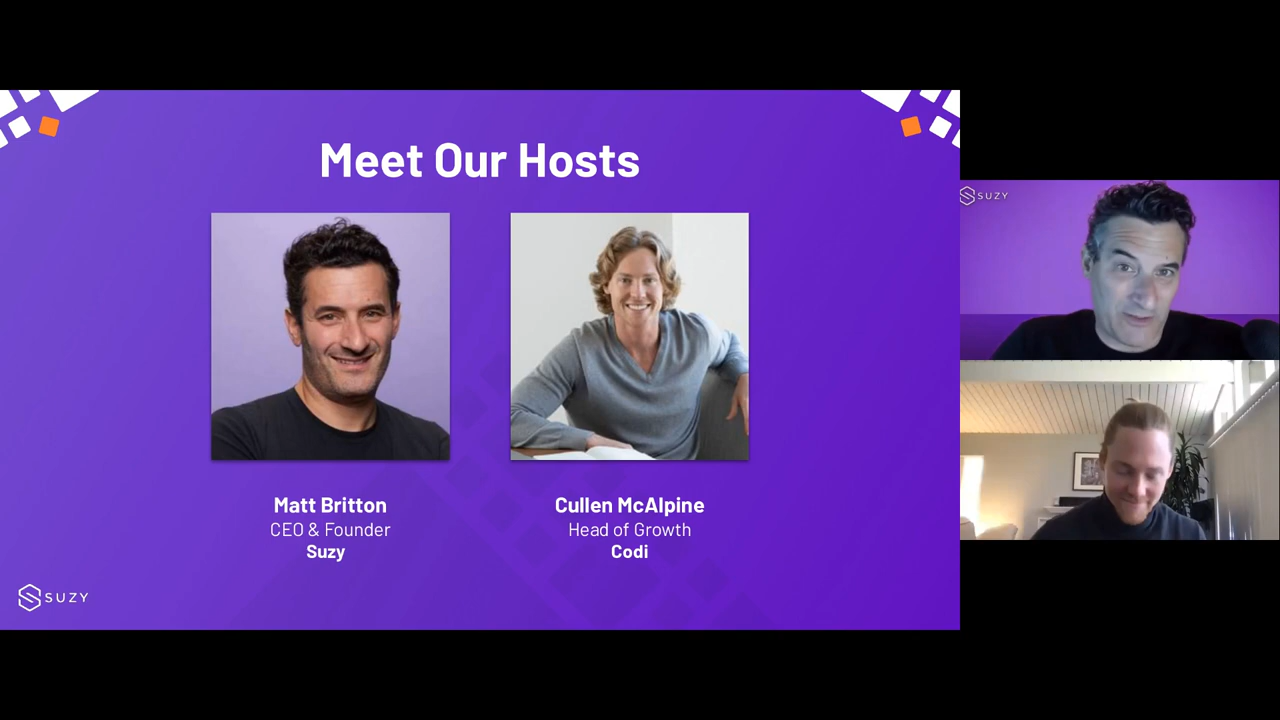 Meet Our Hosts
Matt Britton
CEO & Founder
Suzy
Cullen McAlpine
Head of Growth
Codi
SUZY
SUZY